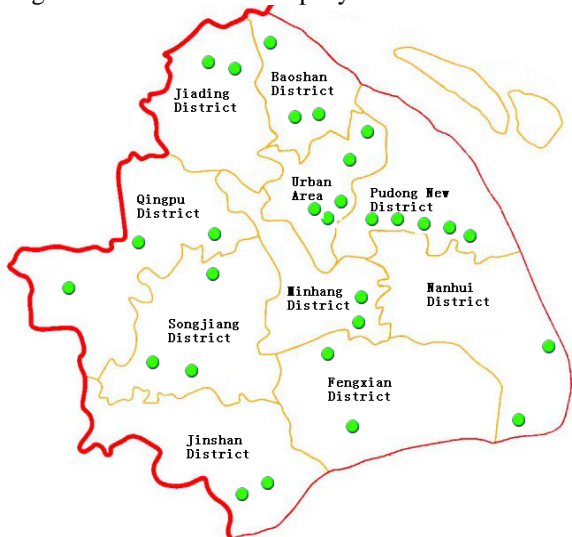 Baoshan
District
Jiading
District
Urban
Area
Pudong New
District
Qingpu
District
Minhang
District
Nanhui
District
Songjiang
District
Fengxian
District
Jinshan
District